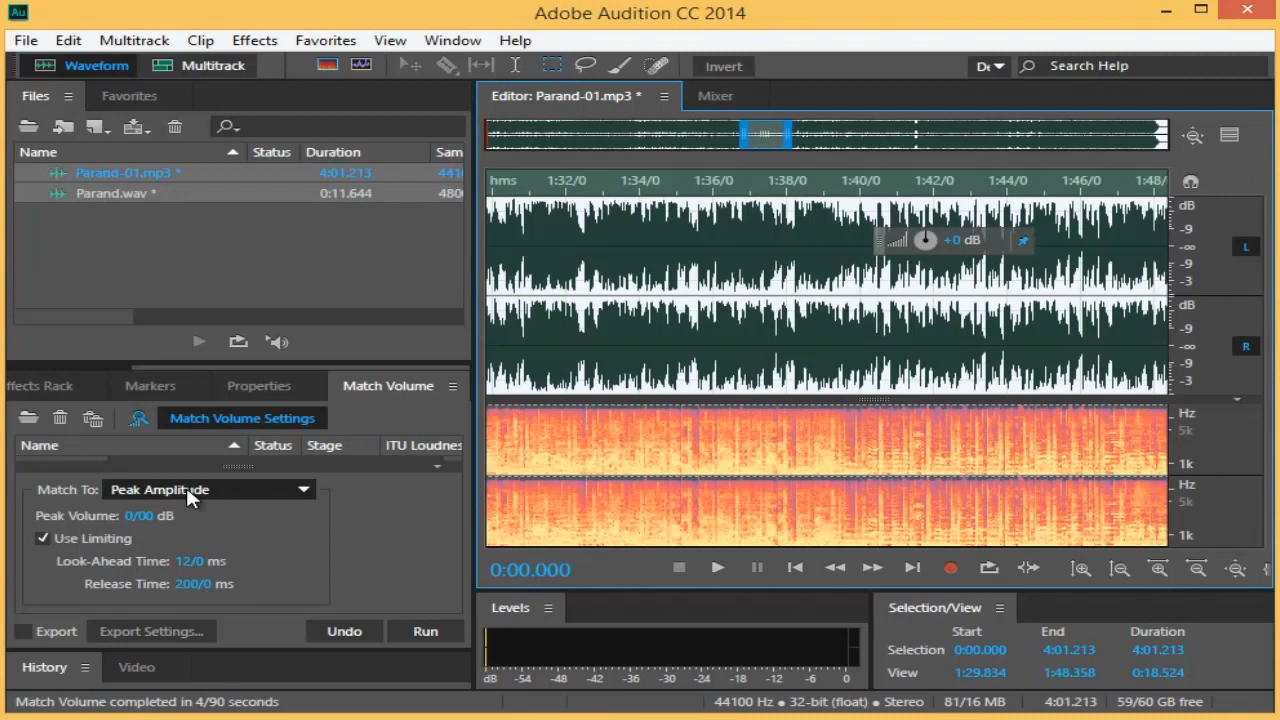 Au
Adobe Audition CC 2014
File Edit Multitrack Clip Effects Favorites View Window Help
Waveform Multitrack Invert De Search Help
Files Favorites
Name Status Duration Sam
Parand-01.mp3 * 4:01.213 4410
Parand.wav * 0:11.644 4800
ffects Rack Markers Properties Match Volume
Match Volume Settings
Name Status Stage ITU Loudnes
Match To: Peak Amplitude
Peak Volume: 0/00 dB
Use Limiting
Look-Ahead Time: 12/0 ms
Release Time: 200/0 ms
Export Export Settings... Undo Run
History Video
Editor: Parand-01.mp3 * Mixer
hms 1:32/0 1:34/0 1:36/0 1:38/0 1:40/0 1:42/0 1:44/0 1:46/0 1:48/
dB
-9
-∞
-9
-3
L
+0 dB
dB
-9
-∞
-9
-3
R
Hz
5k
1k
Hz
5k
1k
0:00.000
Levels
dB -54 -48 -42 -36 -30 -24 -18 -12 -6 0
Selection/View
Start End Duration
Selection 0:00.000 4:01.213 4:01.213
View 1:29.834 1:48.358 0:18.524
Match Volume completed in 4/90 seconds
44100 Hz ● 32-bit (float) ● Stereo 81/16 MB 4:01.213 59/60 GB free